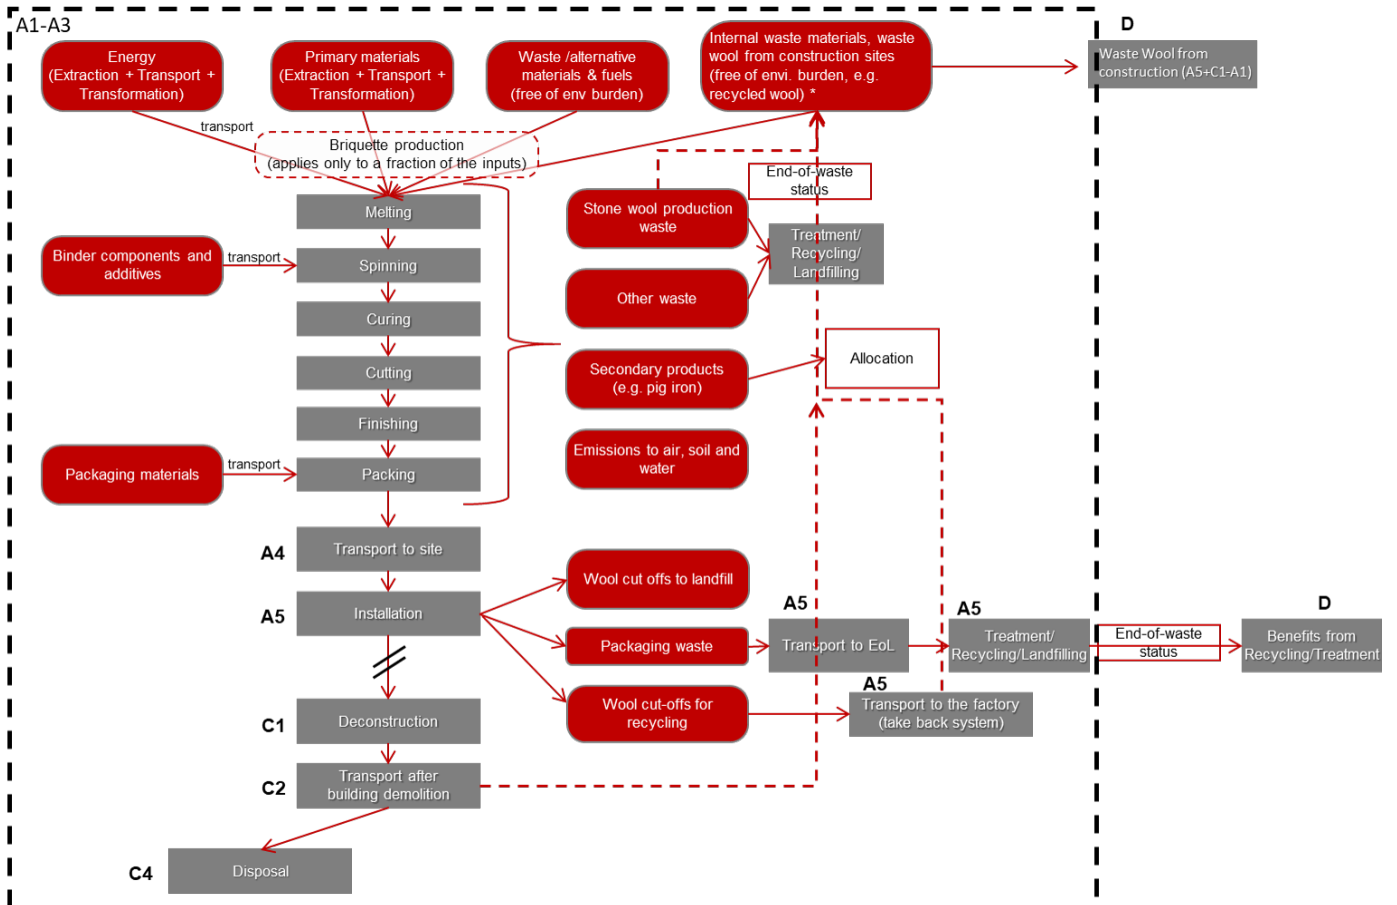 A1-A3
D
Energy
(Extraction + Transport +
Transformation)
Primary materials
(Extraction + Transport +
Transformation)
Waste /alternative
materials & fuels
(free of env burden)
Internal waste materials, waste
wool from construction sites
(free of envi. burden, e.g.
recycled wool) *
Waste Wool from
construction (A5+C1-A1)
transport
Briquette production
(applies only to a fraction of the inputs)
End-of-waste
status
Melting
Stone wool production
waste
Treatment/
Recycling/
Landfilling
Binder components and
additives
transport
Spinning
Other waste
Curing
Cutting
Secondary products
(e.g. pig iron)
Allocation
Finishing
Emissions to air, soil and
water
Packaging materials
transport
Packing
A4
Transport to site
Wool cut offs to landfill
A5
Installation
A5
A5
D
Packaging waste
Transport to EoL
Treatment/
Recycling/Landfilling
End-of-waste
status
Benefits from
Recycling/Treatment
A5
Wool cut-offs for
recycling
Transport to the factory
(take back system)
C1
Deconstruction
C2
Transport after
building demolition
C4
Disposal